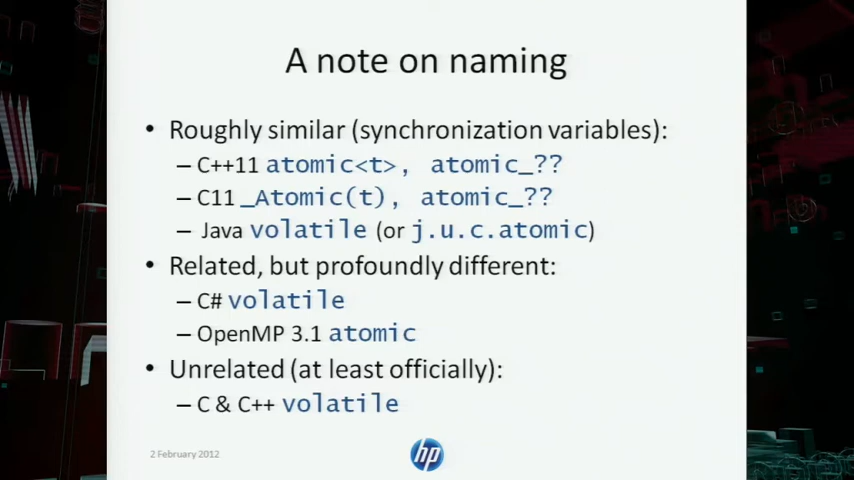 A note on naming
• Roughly similar (synchronization variables):
– C++11 atomic<t>, atomic_??
– C11 _Atomic(t), atomic_??
– Java volatile (or j.u.c.atomic)
• Related, but profoundly different:
– C# volatile
– OpenMP 3.1 atomic
• Unrelated (at least officially):
– C & C++ volatile
2 February 2012
hp